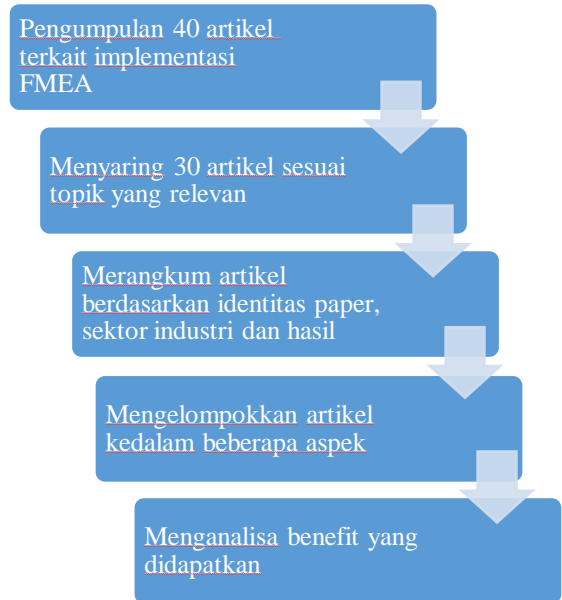 Pengumpulan 40 artikel
terkait implementasi
FMEA
Menyaring 30 artikel sesuai
topik yang relevan
Merangkum artikel
berdasarkan identitas paper,
sektor industri dan hasil
Mengelompokkan artikel
kedalam beberapa aspek
Menganalisa benefit yang
didapatkan